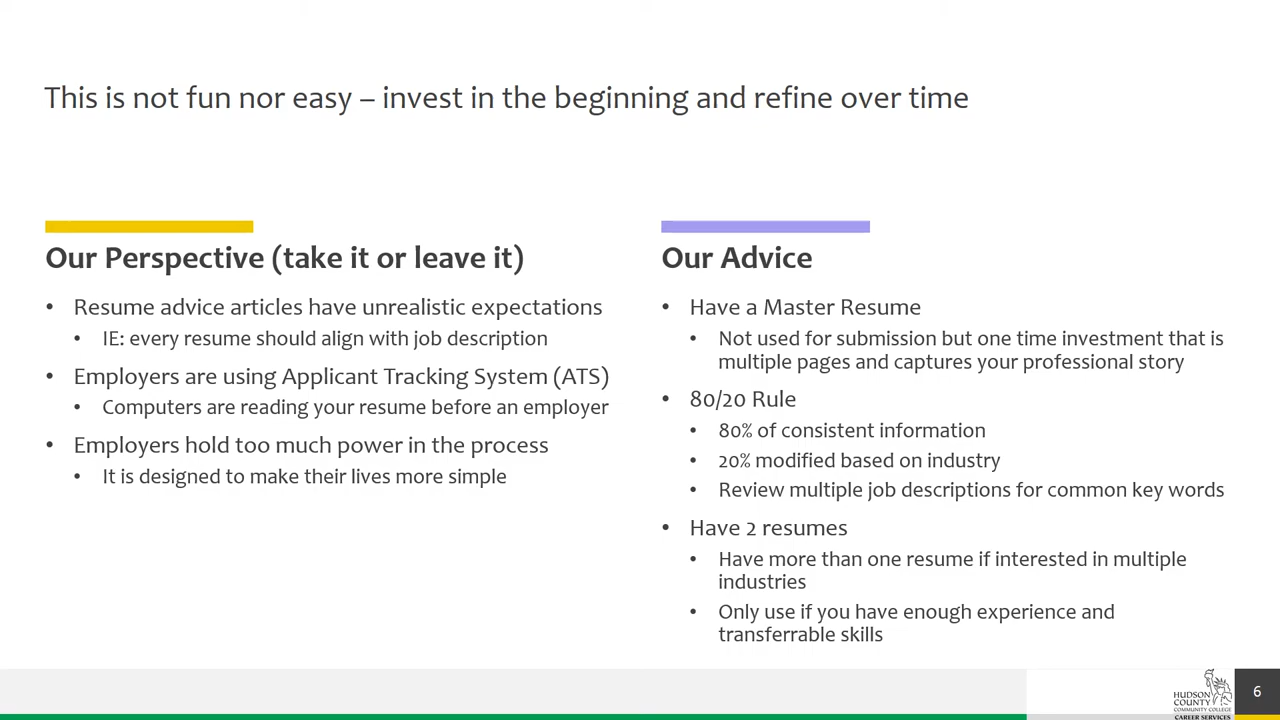 This is not fun nor easy – invest in the beginning and refine over time
Our Perspective (take it or leave it)
• Resume advice articles have unrealistic expectations
• IE: every resume should align with job description
• Employers are using Applicant Tracking System (ATS)
• Computers are reading your resume before an employer
• Employers hold too much power in the process
• It is designed to make their lives more simple
Our Advice
• Have a Master Resume
• Not used for submission but one time investment that is
multiple pages and captures your professional story
• 80/20 Rule
• 80% of consistent information
• 20% modified based on industry
• Review multiple job descriptions for common key words
• Have 2 resumes
• Have more than one resume if interested in multiple
industries
• Only use if you have enough experience and
transferrable skills
HUDSON
COUNTY
COMMUNITY COLLEGE
CAREER SERVICES
6